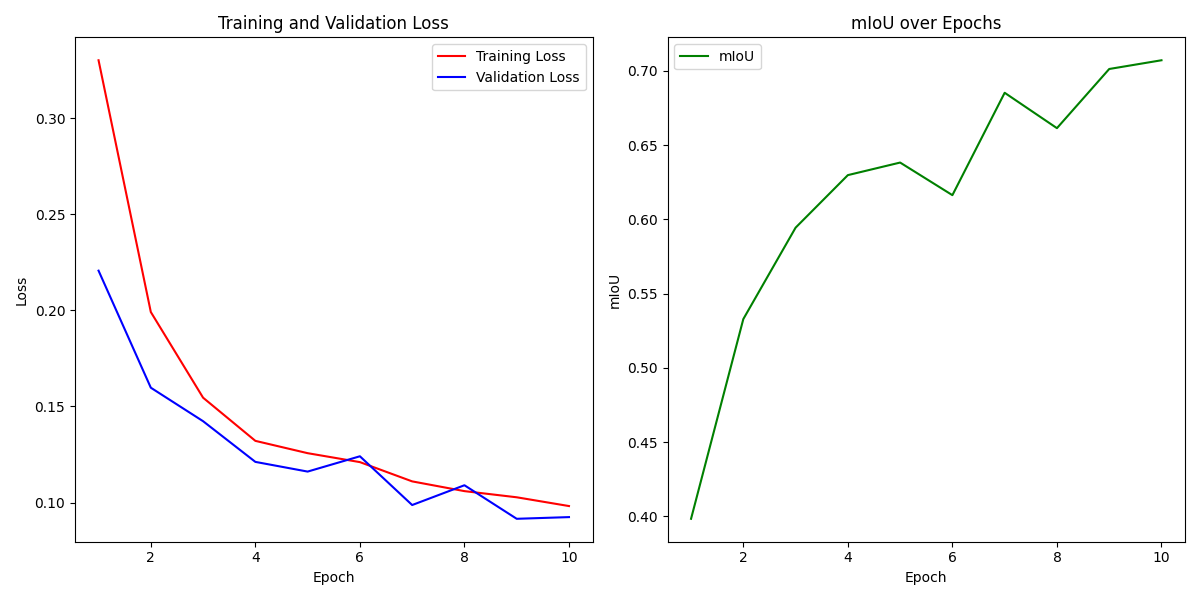 Training and Validation Loss
Training Loss
Validation Loss
0.30
0.25
0.20
0.15
0.10
Loss
2 4 6 8 10
Epoch
mIoU over Epochs
mIoU
0.70
0.65
0.60
0.55
0.50
0.45
0.40
mIoU
2 4 6 8 10
Epoch